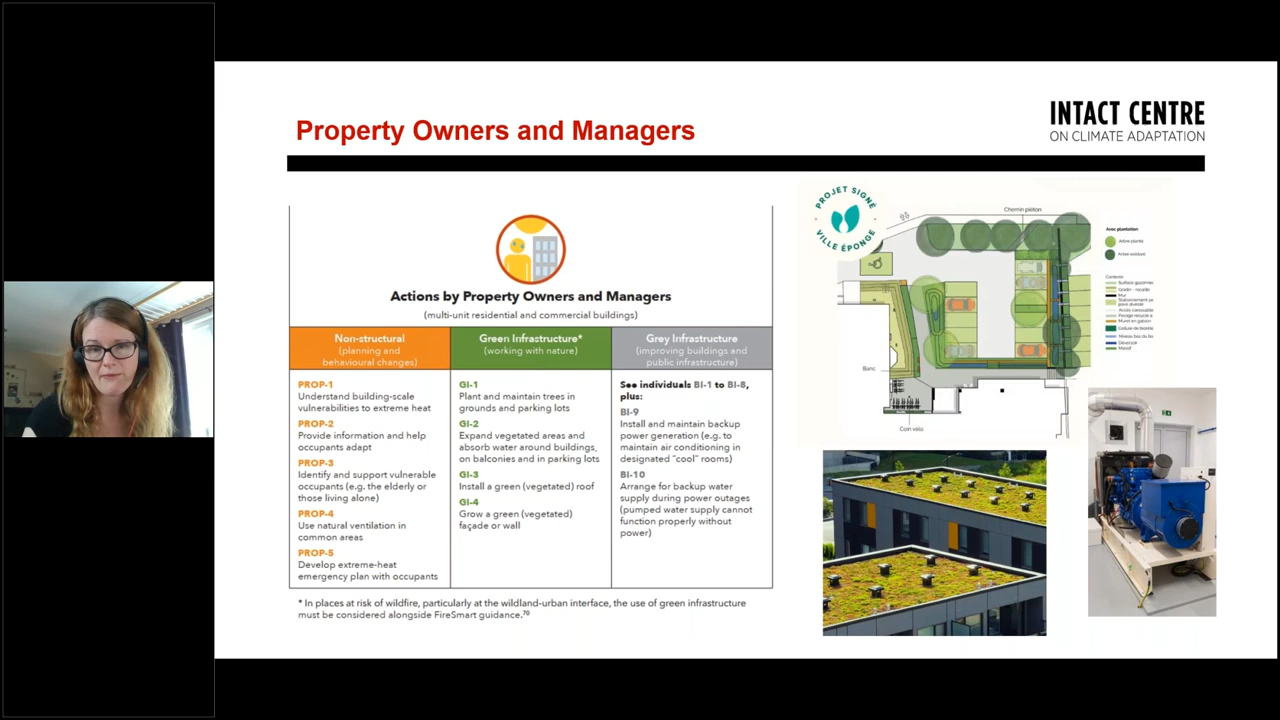 Property Owners and Managers
INTACT CENTRE
ON CLIMATE ADAPTATION
Actions by Property Owners and Managers
(multi-unit residential and commercial buildings)
Non-structural
(planning and
behavioural changes)
PROP-1
Understand building-scale
vulnerabilities to extreme heat
PROP-2
Provide information and help
occupants adapt
PROP-3
Identify and support vulnerable
occupants (e.g. the elderly or
those living alone)
PROP-4
Use natural ventilation in
common areas
PROP-5
Develop extreme-heat
emergency plan with occupants
Green Infrastructure*
(working with nature)
GI-1
Plant and maintain trees in
grounds and parking lots
GI-2
Expand vegetated areas and
absorb water around buildings,
on balconies and in parking lots
GI-3
Install a green (vegetated) roof
GI-4
Grow a green (vegetated)
façade or wall
Grey Infrastructure
(improving buildings and
public infrastructure)
See individuals BI-1 to BI-8,
plus:
BI-9
Install and maintain backup
power generation (e.g. to
maintain air conditioning in
designated "cool" rooms)
BI-10
Arrange for backup water
supply during power outages
(pumped water supply cannot
function properly without
power)
* In places at risk of wildfire, particularly at the wildland-urban interface, the use of green infrastructure
must be considered alongside FireSmart guidance.70
PROJET SIGNÉ
VILLE ÉPONGE
Chemin piéton
Banc
Coin vélo
Avec plantation
Arbre planté
Arbre existant
Mur